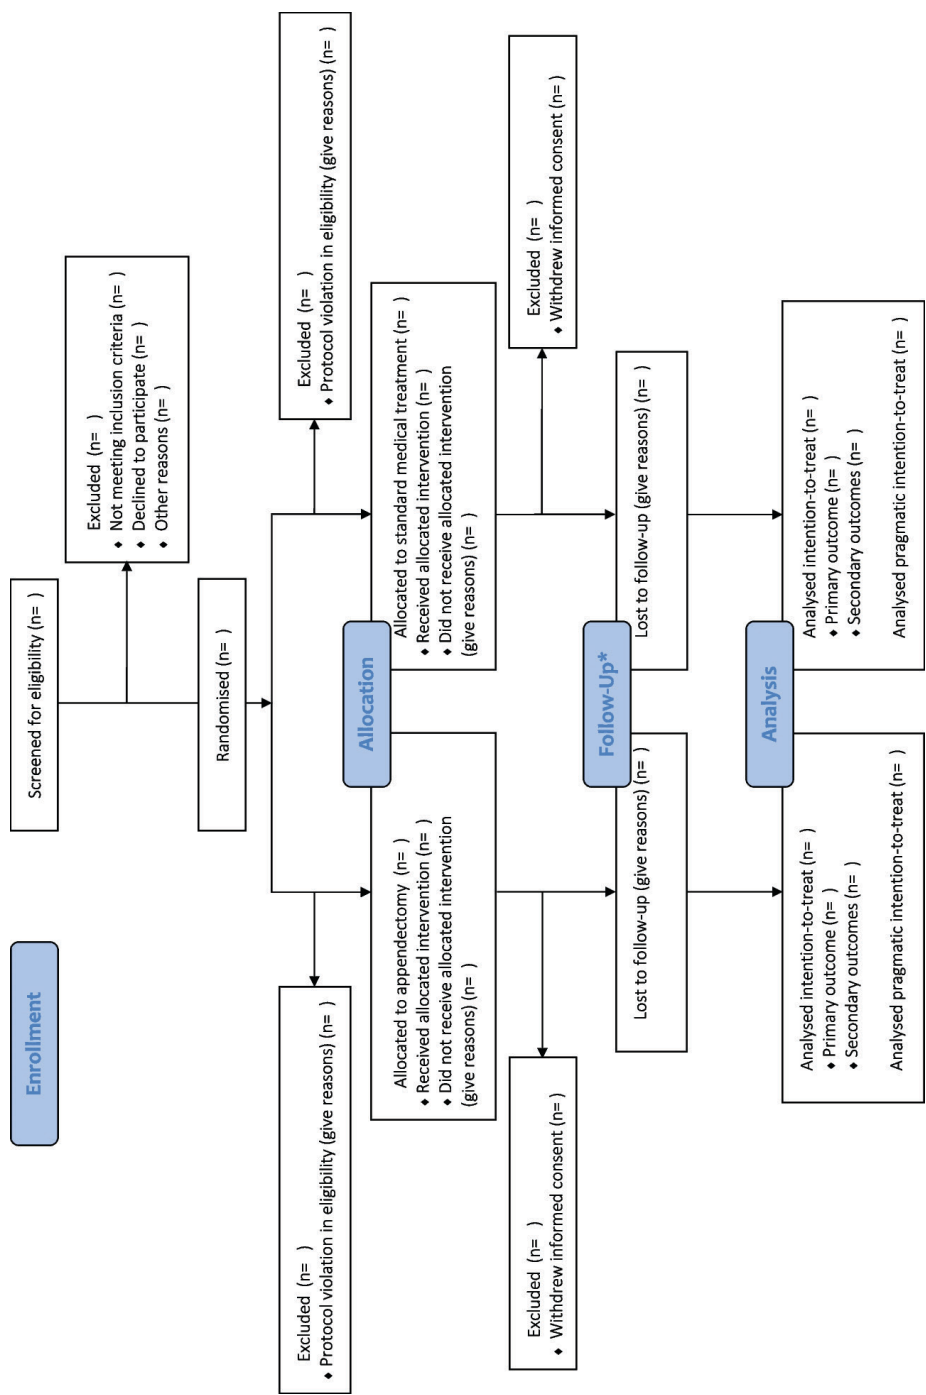 Enrollment
Screened for eligibility (n=  )
Excluded  (n=  )
♦ Not meeting inclusion criteria (n=  )
♦ Declined to participate (n=  )
♦ Other reasons (n=  )
Randomised (n=  )
Excluded  (n=  )
♦ Protocol violation in eligibility (give reasons) (n=  )
Excluded  (n=  )
♦ Protocol violation in eligibility (give reasons) (n=  )
Allocation
Allocated to appendectomy (n=  )
♦ Received allocated intervention (n=  )
♦ Did not receive allocated intervention
(give reasons) (n=  )
Allocated to standard medical treatment (n=  )
♦ Received allocated intervention (n=  )
♦ Did not receive allocated intervention
(give reasons) (n=  )
Excluded  (n=  )
♦ Withdrew informed consent (n=  )
Excluded  (n=  )
♦ Withdrew informed consent (n=  )
Follow-Up*
Lost to follow-up (give reasons) (n=  )
Lost to follow-up (give reasons) (n=  )
Analysis
Analysed intention-to-treat (n=  )
♦ Primary outcome (n=  )
♦ Secondary outcomes (n=  )
Analysed pragmatic intention-to-treat (n=  )
Analysed intention-to-treat (n=  )
♦ Primary outcome (n=  )
♦ Secondary outcomes (n=  )
Analysed pragmatic intention-to-treat (n=  )